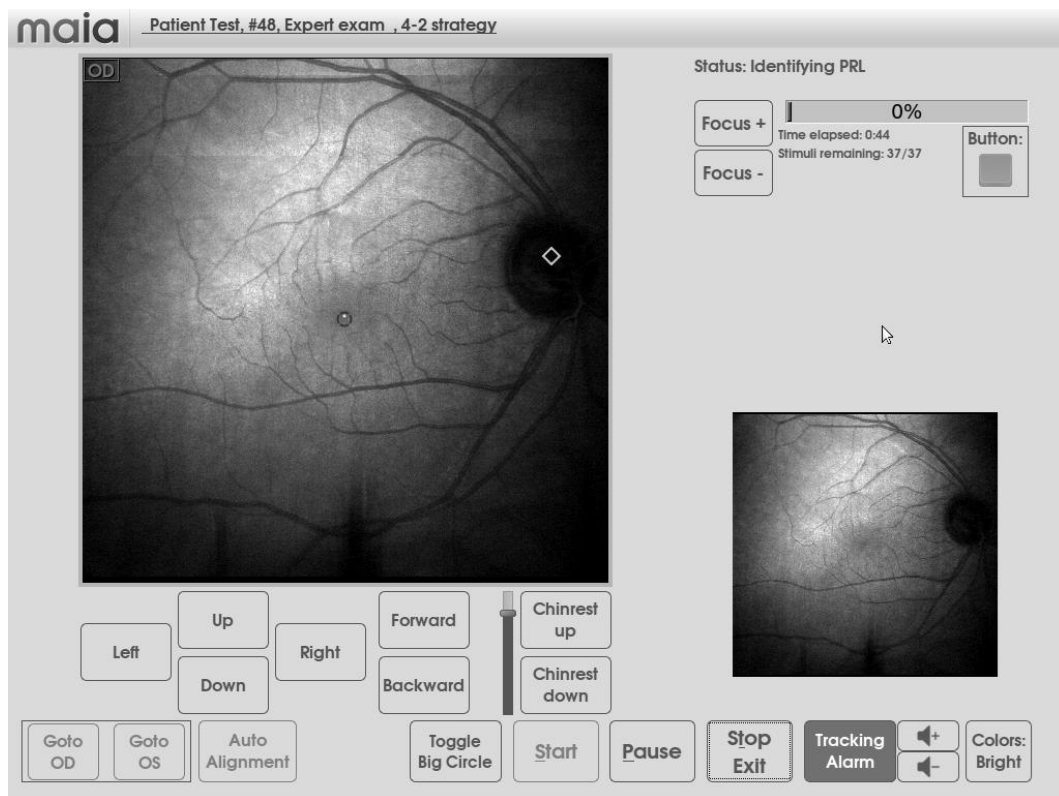 maia
Patient Test, #48, Expert exam , 4-2 strategy
OD
Status: Identifying PRL
Focus +
0%
Time elapsed: 0:44
Stimuli remaining: 37/37
Button:
Focus -
Left
Up
Down
Right
Forward
Backward
Chinrest
up
Chinrest
down
Goto
OD
Goto
OS
Auto
Alignment
Toggle
Big Circle
Start
Pause
Stop
Exit
Tracking
Alarm
+
-
Colors:
Bright